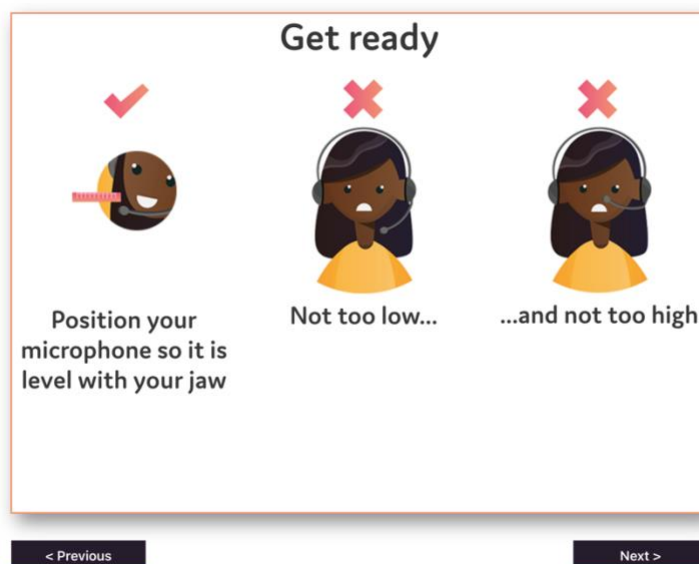 Get ready
Position your
microphone so it is
level with your jaw
Not too low...
...and not too high
< Previous
Next >